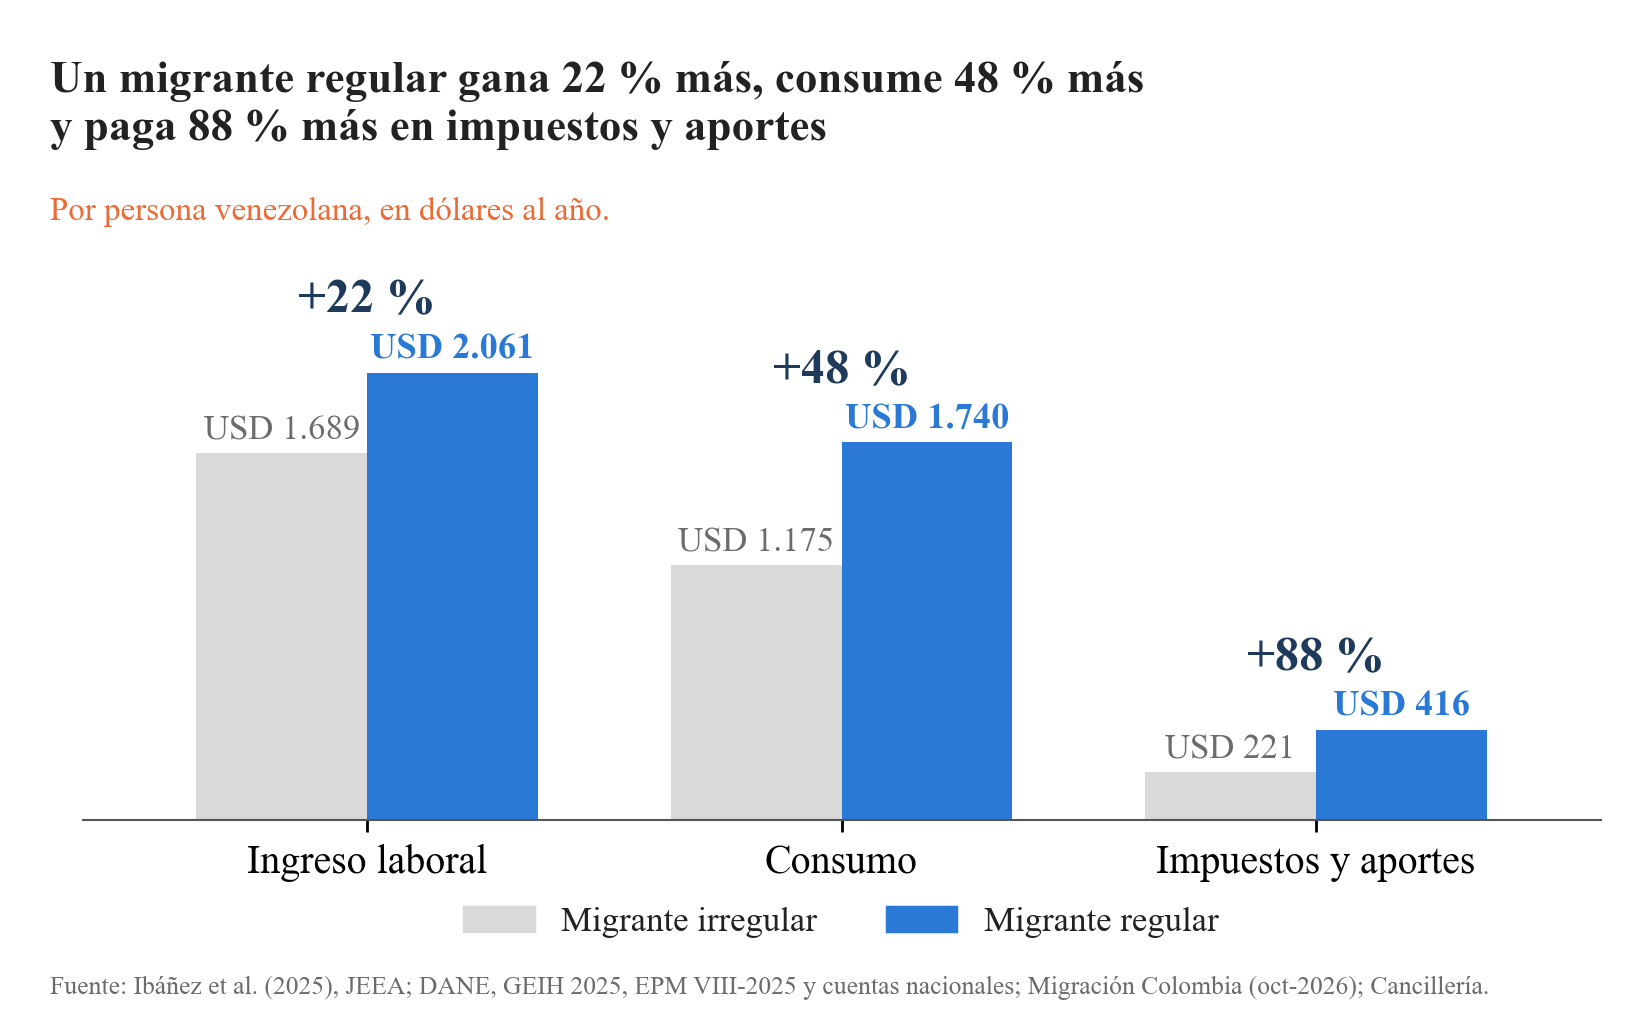 Un migrante regular gana 22 % más, consume 48 % más
y paga 88 % más en impuestos y aportes
Por persona venezolana, en dólares al año.
+22 %
USD 2.061
USD 1.689
+48 %
USD 1.740
USD 1.175
+88 %
USD 416
USD 221
Ingreso laboral
Consumo
Impuestos y aportes
Migrante irregular
Migrante regular
Fuente: Ibáñez et al. (2025), JEEA; DANE, GEIH 2025, EPM VIII-2025 y cuentas nacionales; Migración Colombia (oct-2026); Cancillería.